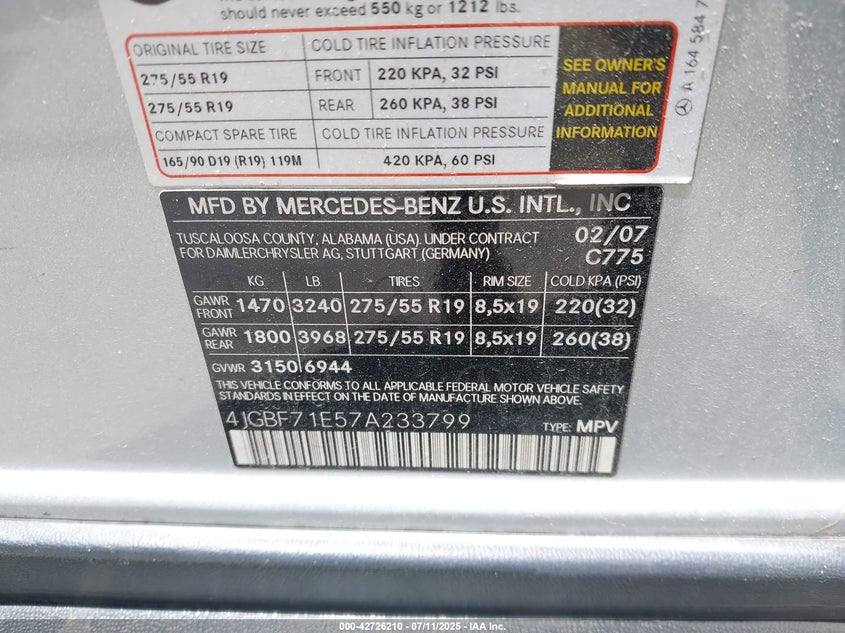 should never exceed 550 kg or 1212 lbs.
ORIGINAL TIRE SIZE COLD TIRE INFLATION PRESSURE
275/55 R19 FRONT 220 KPA, 32 PSI
275/55 R19 REAR 260 KPA, 38 PSI
COMPACT SPARE TIRE COLD TIRE INFLATION PRESSURE
165/90 D19 (R19) 119M 420 KPA, 60 PSI
SEE OWNER'S
MANUAL FOR
ADDITIONAL
INFORMATION
A 164 584 7
MFD BY MERCEDES-BENZ U.S. INTL., INC
TUSCALOOSA COUNTY, ALABAMA (USA). UNDER CONTRACT 02/07
FOR DAIMLERCHRYSLER AG, STUTTGART (GERMANY) C775
KG LB TIRES RIM SIZE COLD KPA (PSI)
GAWR FRONT 1470 3240 275/55 R19 8,5x19 220(32)
GAWR REAR 1800 3968 275/55 R19 8,5x19 260(38)
GVWR 3150 6944
THIS VEHICLE CONFORMS TO ALL APPLICABLE FEDERAL MOTOR VEHICLE SAFETY
STANDARDS IN EFFECT ON THE DATE OF MANUFACTURE SHOWN ABOVE.
4JGBF71E57A233799 TYPE: MPV
000-42726210 - 07/11/2025 - IAA Inc.